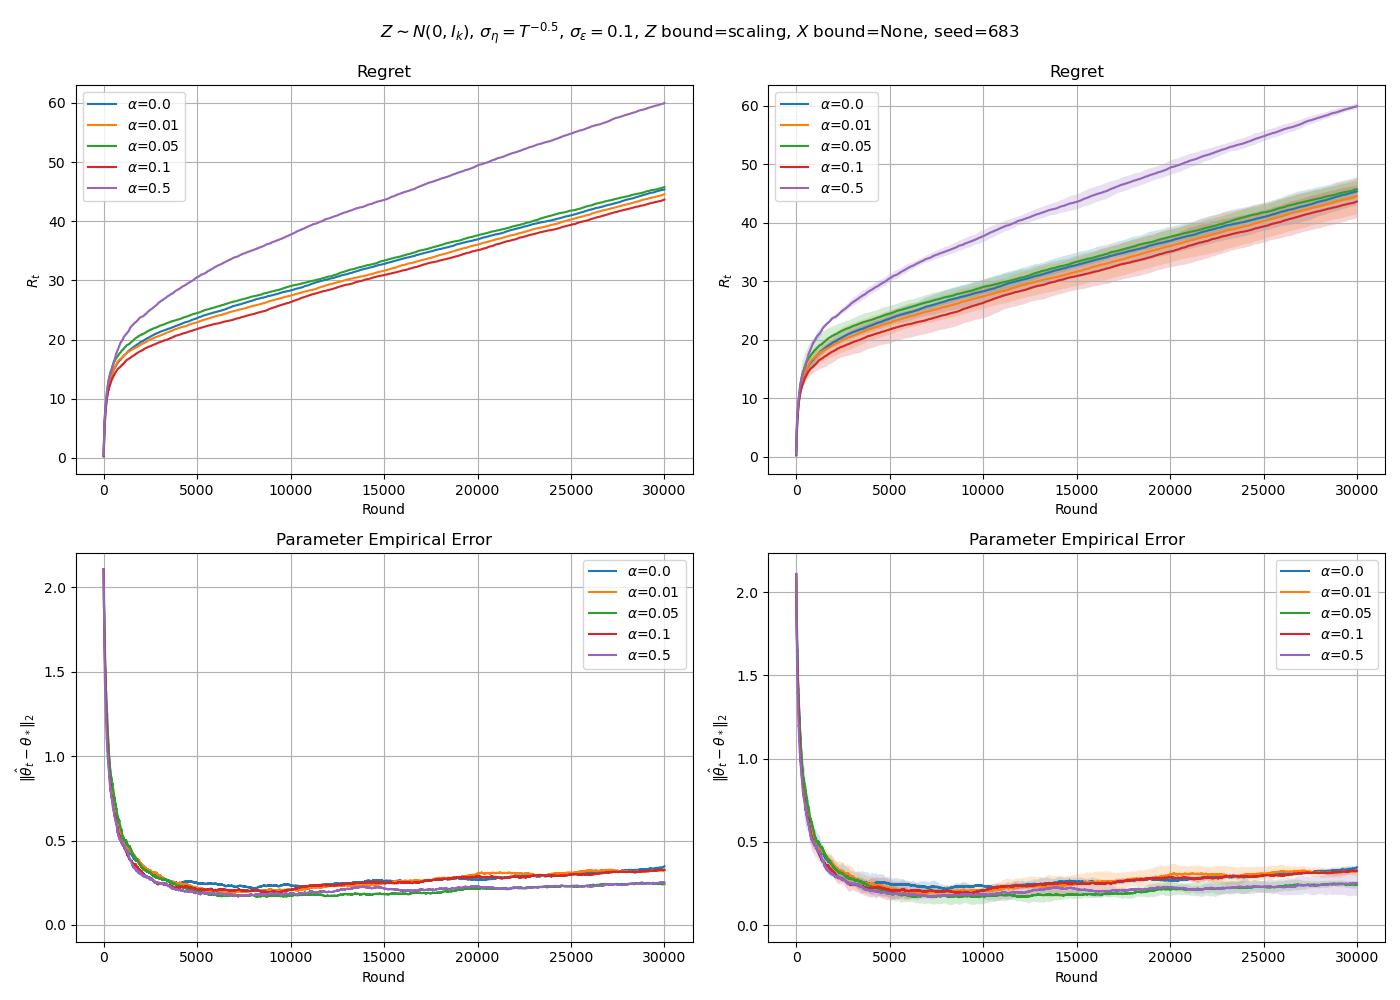 Z ∼ N(0, I_k), σ_η = T^{−0.5}, σ_ε = 0.1, Z bound=scaling, X bound=None, seed=683
Regret
α=0.0
α=0.01
α=0.05
α=0.1
α=0.5
60
50
40
30
20
10
0
R_t
0 5000 10000 15000 20000 25000 30000
Round
Regret
α=0.0
α=0.01
α=0.05
α=0.1
α=0.5
60
50
40
30
20
10
0
R_t
0 5000 10000 15000 20000 25000 30000
Round
Parameter Empirical Error
α=0.0
α=0.01
α=0.05
α=0.1
α=0.5
2.0
1.5
1.0
0.5
0.0
‖θ̂_t − θ_*‖_2
0 5000 10000 15000 20000 25000 30000
Round
Parameter Empirical Error
α=0.0
α=0.01
α=0.05
α=0.1
α=0.5
2.0
1.5
1.0
0.5
0.0
‖θ̂_t − θ_*‖_2
0 5000 10000 15000 20000 25000 30000
Round